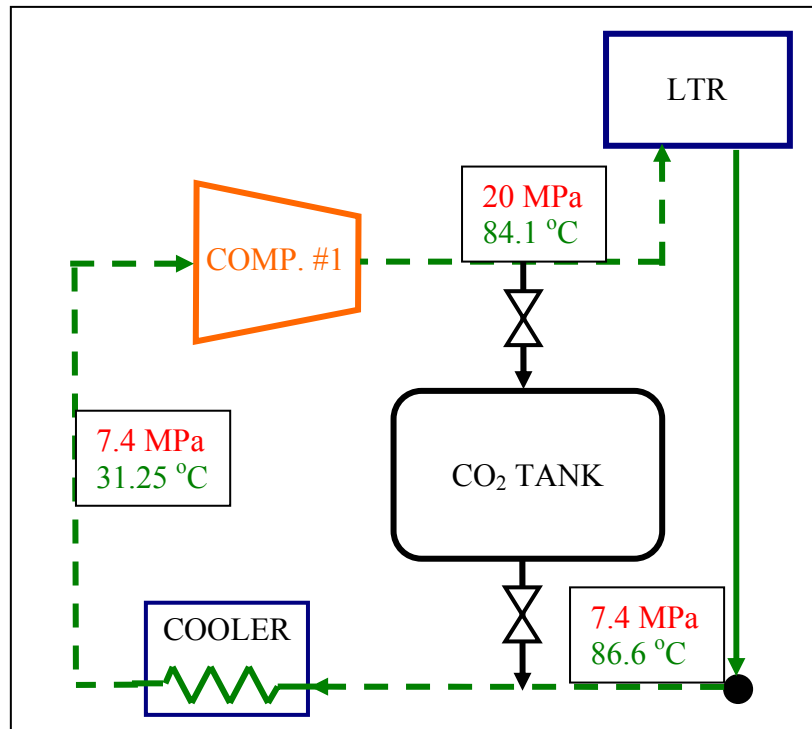 LTR
20 MPa
84.1 °C
COMP. #1
7.4 MPa
31.25 °C
CO₂ TANK
7.4 MPa
86.6 °C
COOLER